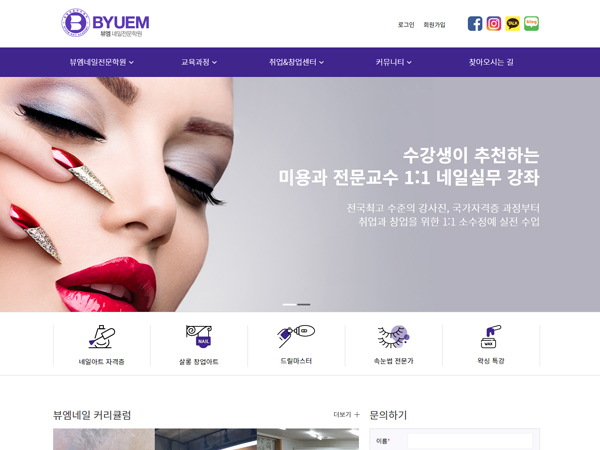 BYUEM
뷰엠 네일전문학원
로그인 회원가입
TALK
blog
뷰엠네일전문학원 교육과정 취업&창업센터 커뮤니티 찾아오시는 길
수강생이 추천하는
미용과 전문교수 1:1 네일실무 강좌
전국최고 수준의 강사진, 국가자격증 과정부터
취업과 창업을 위한 1:1 소수정예 실전 수업
NAIL
WAX
네일아트 자격증 살롱 창업아트 드릴마스터 속눈썹 전문가 왁싱 특강
뷰엠네일 커리큘럼 더보기 +
문의하기
이름*